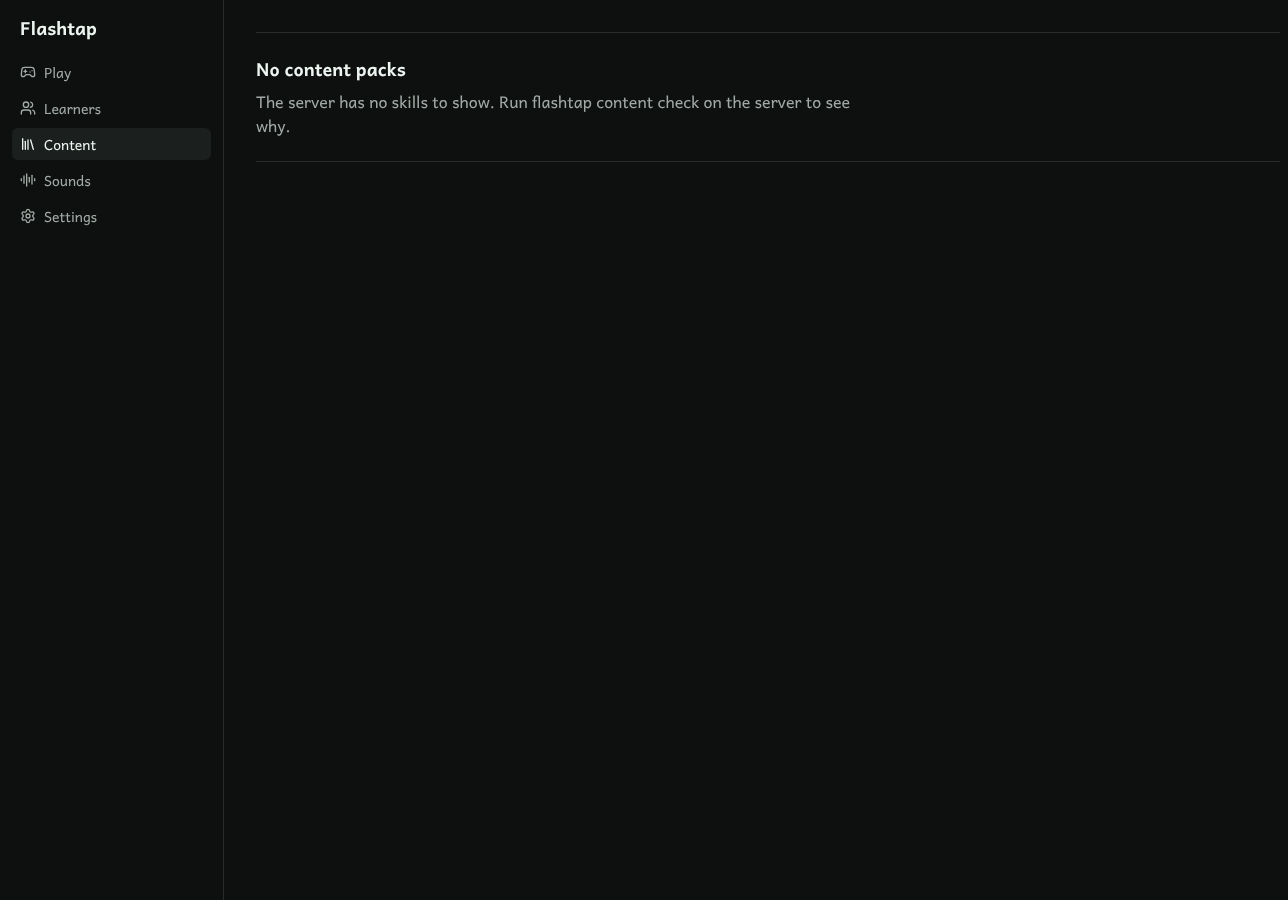 Flashtap
Play
Learners
Content
Sounds
Settings
No content packs
The server has no skills to show. Run flashtap content check on the server to see
why.